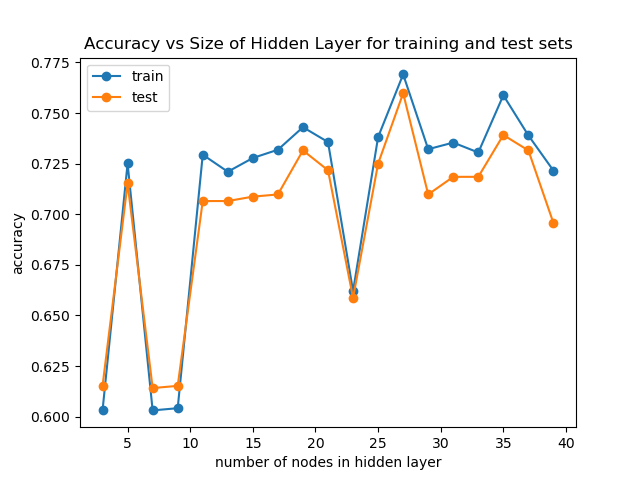 Accuracy vs Size of Hidden Layer for training and test sets
train
test
0.775
0.750
0.725
0.700
0.675
0.650
0.625
0.600
accuracy
5 10 15 20 25 30 35 40
number of nodes in hidden layer